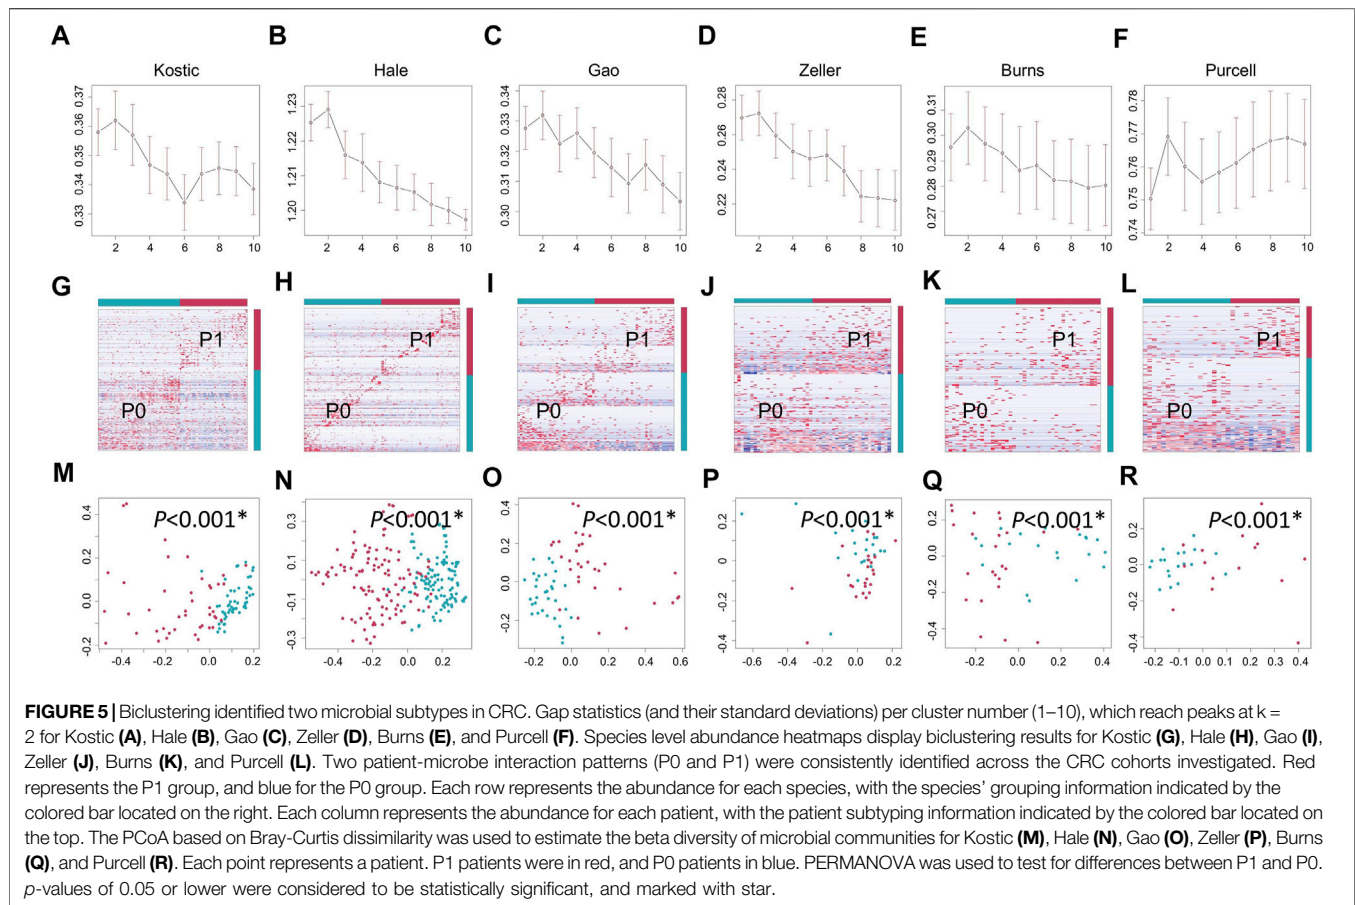 A B C D E F
Kostic Hale Gao Zeller Burns Purcell
0.37 0.36 0.35 0.34 0.33
2 4 6 8 10
1.23 1.22 1.21 1.20
2 4 6 8 10
0.34 0.33 0.32 0.31 0.30
2 4 6 8 10
0.28 0.26 0.24 0.22
2 4 6 8 10
0.31 0.30 0.29 0.28 0.27
2 4 6 8 10
0.78 0.77 0.76 0.75 0.74
2 4 6 8 10
G H I J K L
P1 P1 P1 P1 P1 P1
P0 P0 P0 P0 P0 P0
M N O P Q R
P<0.001* P<0.001* P<0.001* P<0.001* P<0.001* P<0.001*
0.4 0.2 0.0 -0.2
-0.4 -0.2 0.0 0.2
0.3 0.1 -0.1 -0.3
-0.4 -0.2 0.0 0.2
0.4 0.2 0.0 -0.2
-0.2 0.0 0.2 0.4 0.6
0.2 0.0 -0.2 -0.4
-0.6 -0.4 -0.2 0.0 0.2
0.2 0.0 -0.2 -0.4
-0.2 0.0 0.2 0.4
0.4 0.2 0.0 -0.2 -0.4
-0.2 -0.1 0.0 0.1 0.2 0.3 0.4
FIGURE 5 | Biclustering identified two microbial subtypes in CRC. Gap statistics (and their standard deviations) per cluster number (1–10), which reach peaks at k =
2 for Kostic (A), Hale (B), Gao (C), Zeller (D), Burns (E), and Purcell (F). Species level abundance heatmaps display biclustering results for Kostic (G), Hale (H), Gao (I),
Zeller (J), Burns (K), and Purcell (L). Two patient-microbe interaction patterns (P0 and P1) were consistently identified across the CRC cohorts investigated. Red
represents the P1 group, and blue for the P0 group. Each row represents the abundance for each species, with the species' grouping information indicated by the
colored bar located on the right. Each column represents the abundance for each patient, with the patient subtyping information indicated by the colored bar located on
the top. The PCoA based on Bray-Curtis dissimilarity was used to estimate the beta diversity of microbial communities for Kostic (M), Hale (N), Gao (O), Zeller (P), Burns
(Q), and Purcell (R). Each point represents a patient. P1 patients were in red, and P0 patients in blue. PERMANOVA was used to test for differences between P1 and P0.
p-values of 0.05 or lower were considered to be statistically significant, and marked with star.